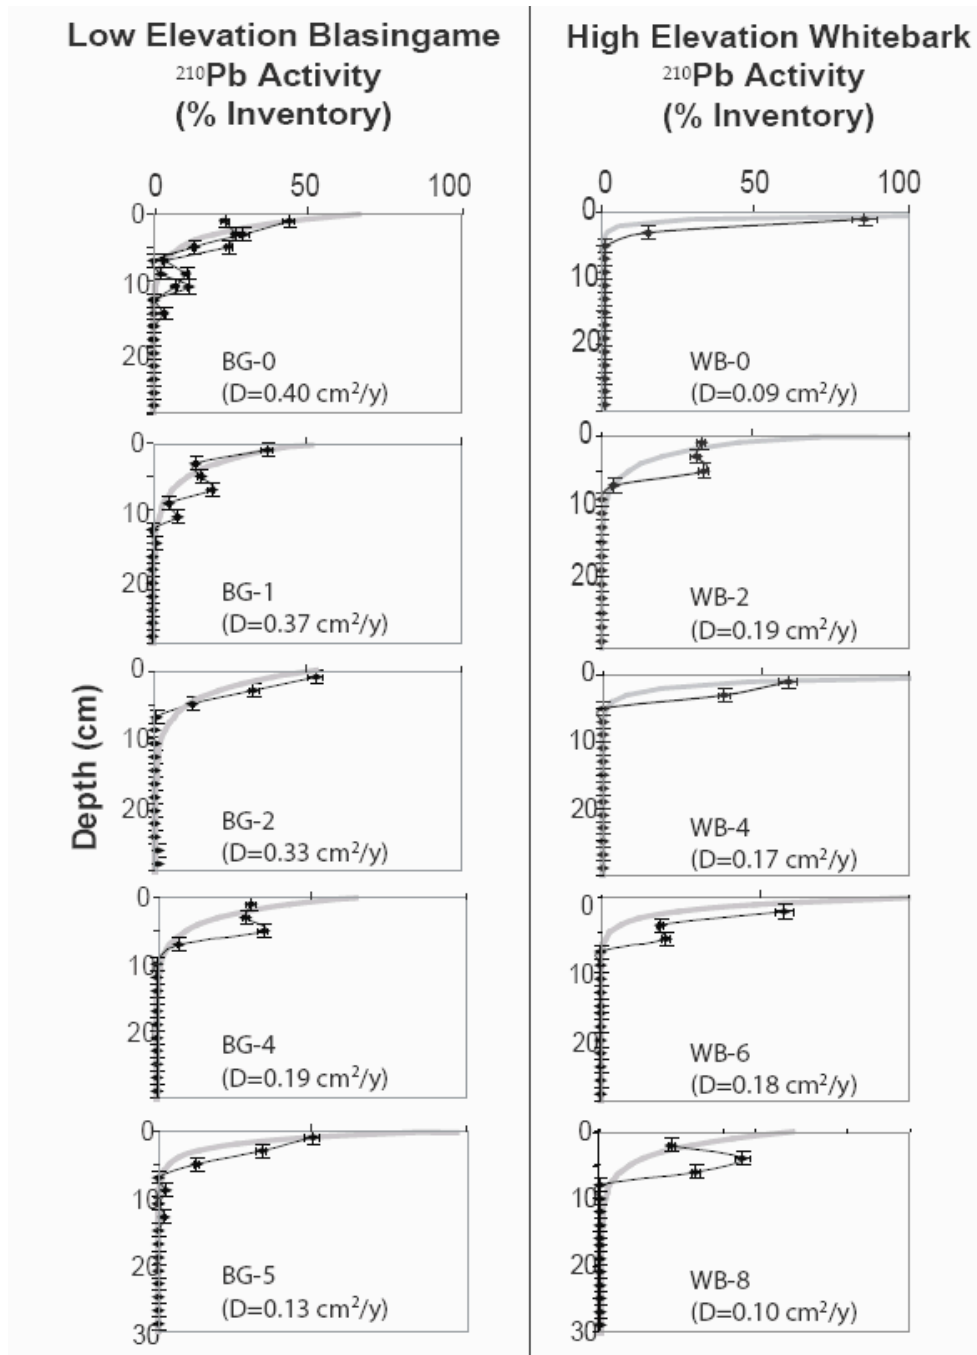 Low Elevation Blasingame
²¹⁰Pb Activity
(% Inventory)
0 50 100
0
10
20
BG-0
(D=0.40 cm²/y)
0
10
20
BG-1
(D=0.37 cm²/y)
0
10
20
BG-2
(D=0.33 cm²/y)
0
10
20
BG-4
(D=0.19 cm²/y)
0
10
20
30
BG-5
(D=0.13 cm²/y)
Depth (cm)
High Elevation Whitebark
²¹⁰Pb Activity
(% Inventory)
0 50 100
0
10
20
WB-0
(D=0.09 cm²/y)
0
10
20
WB-2
(D=0.19 cm²/y)
0
10
20
WB-4
(D=0.17 cm²/y)
0
10
20
WB-6
(D=0.18 cm²/y)
0
10
20
30
WB-8
(D=0.10 cm²/y)